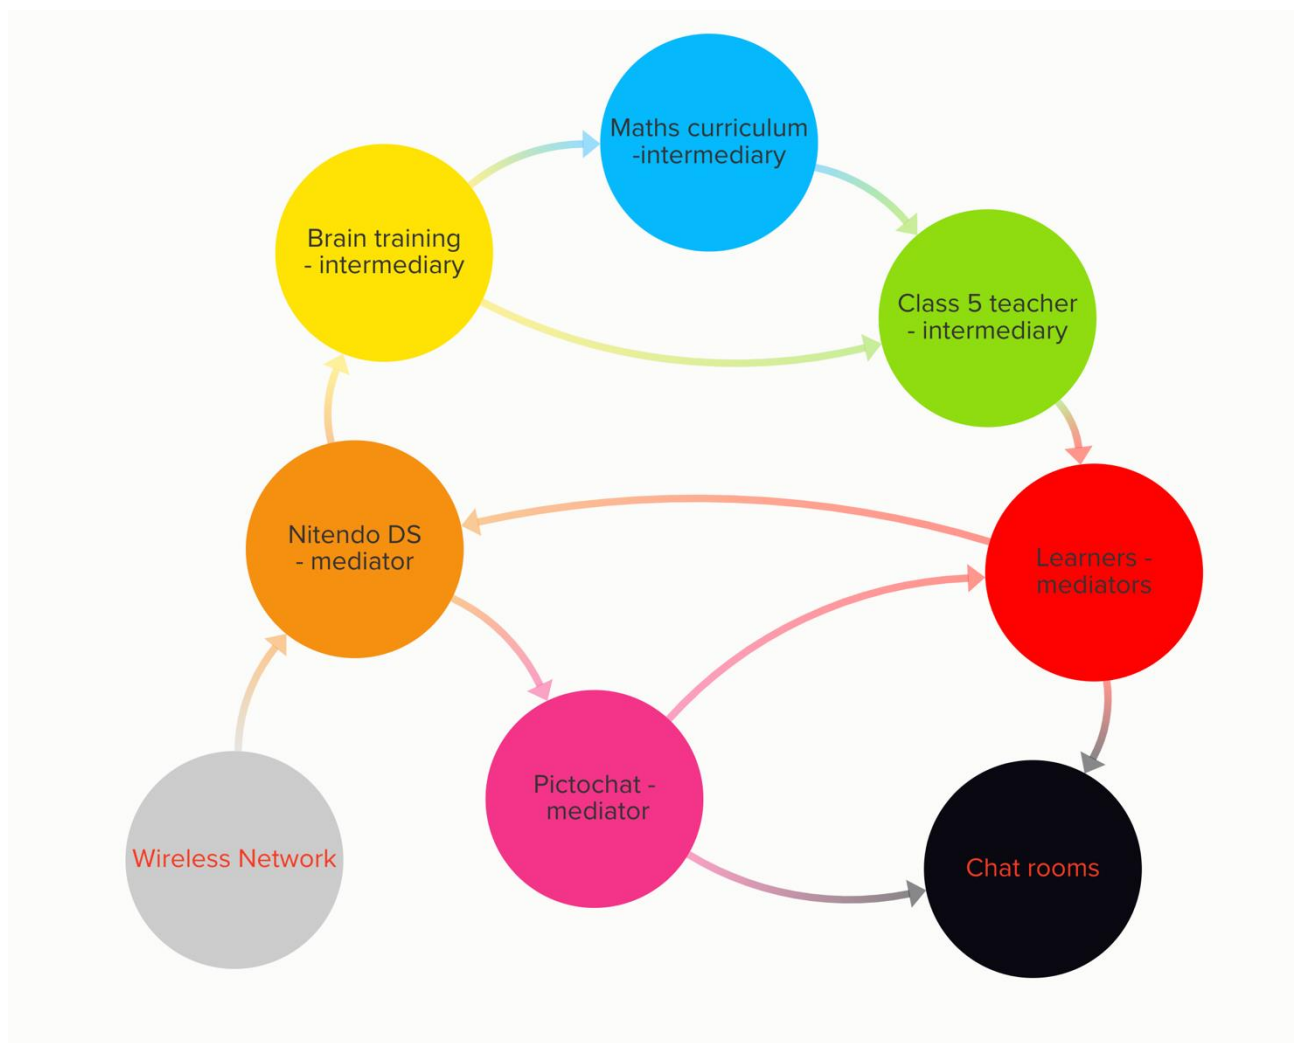 Maths curriculum
-intermediary
Brain training
- intermediary
Class 5 teacher
- intermediary
Nitendo DS
- mediator
Learners -
mediators
Pictochat -
mediator
Wireless Network
Chat rooms